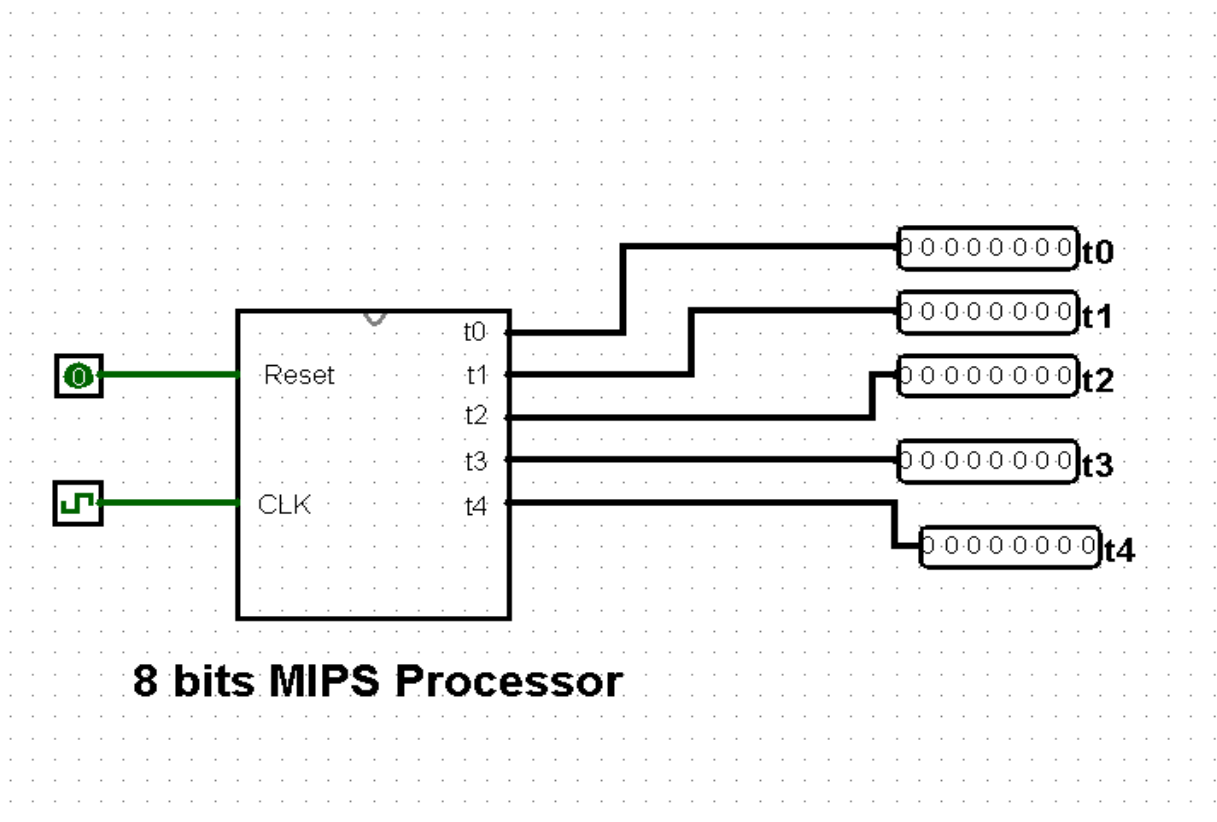 00000000 t0
00000000 t1
t0
0 Reset t1 00000000 t2
t2
t3 00000000 t3
CLK t4
00000000 t4
8 bits MIPS Processor